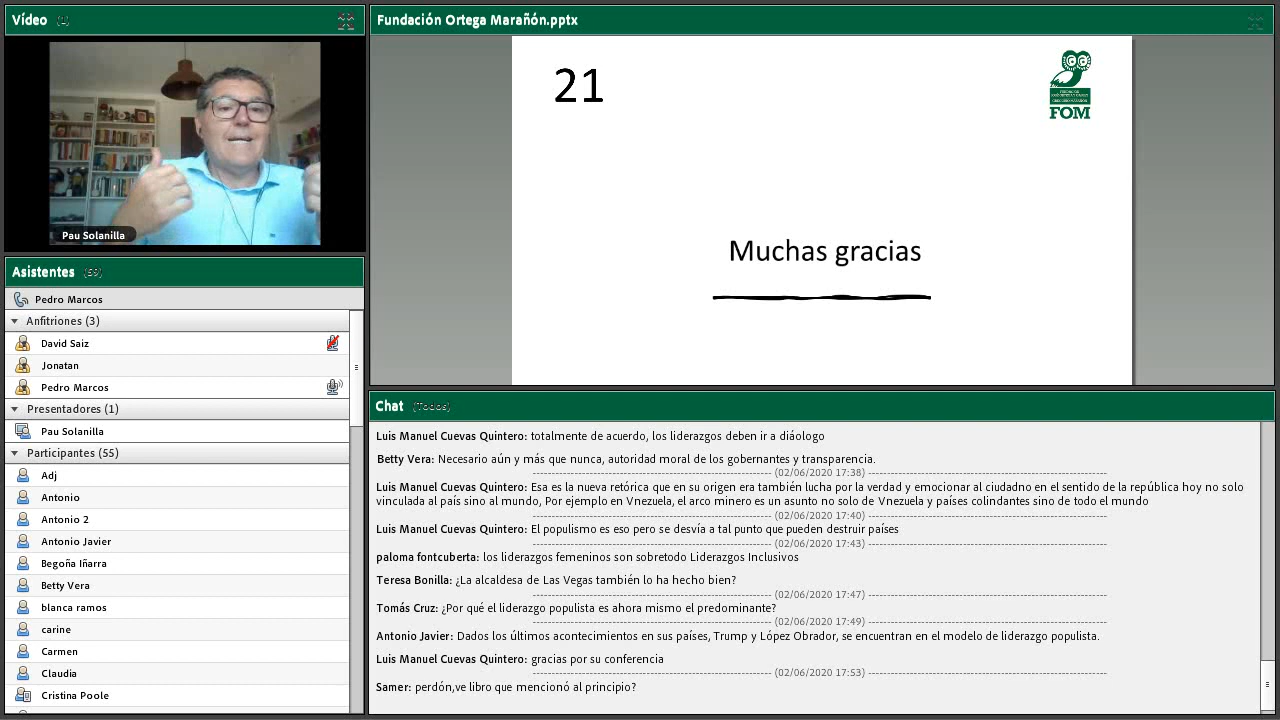 Vídeo (1)
Pau Solanilla
Asistentes (59)
Pedro Marcos
Anfitriones (3)
David Saiz
Jonatan
Pedro Marcos
Presentadores (1)
Pau Solanilla
Participantes (55)
Adj
Antonio
Antonio 2
Antonio Javier
Begoña Iñarra
Betty Vera
blanca ramos
carine
Carmen
Claudia
Cristina Poole
Fundación Ortega Marañón.pptx
21
FOM
Muchas gracias
Chat (Todos)
Luis Manuel Cuevas Quintero: totalmente de acuerdo, los liderazgos deben ir a diáologo
Betty Vera: Necesario aún y más que nunca, autoridad moral de los gobernantes y transparencia.
(02/06/2020 17:38)
Luis Manuel Cuevas Quintero: Esa es la nueva retórica que en su origen era también lucha por la verdad y emocionar al ciudadno en el sentido de la república hoy no solo
vinculada al país sino al mundo, Por ejemplo en Vnezuela, el arco minero es un asunto no solo de Vnezuela y países colindantes sino de todo el mundo
(02/06/2020 17:40)
Luis Manuel Cuevas Quintero: El populismo es eso pero se desvía a tal punto que pueden destruir países
(02/06/2020 17:43)
paloma fontcuberta: los liderazgos femeninos son sobretodo Liderazgos Inclusivos
Teresa Bonilla: ¿La alcaldesa de Las Vegas también lo ha hecho bien?
(02/06/2020 17:47)
Tomás Cruz: ¿Por qué el liderazgo populista es ahora mismo el predominante?
(02/06/2020 17:49)
Antonio Javier: Dados los últimos acontecimientos en sus países, Trump y López Obrador, se encuentran en el modelo de liderazgo populista.
Luis Manuel Cuevas Quintero: gracias por su conferencia
(02/06/2020 17:53)
Samer: perdón,ve libro que mencionó al principio?